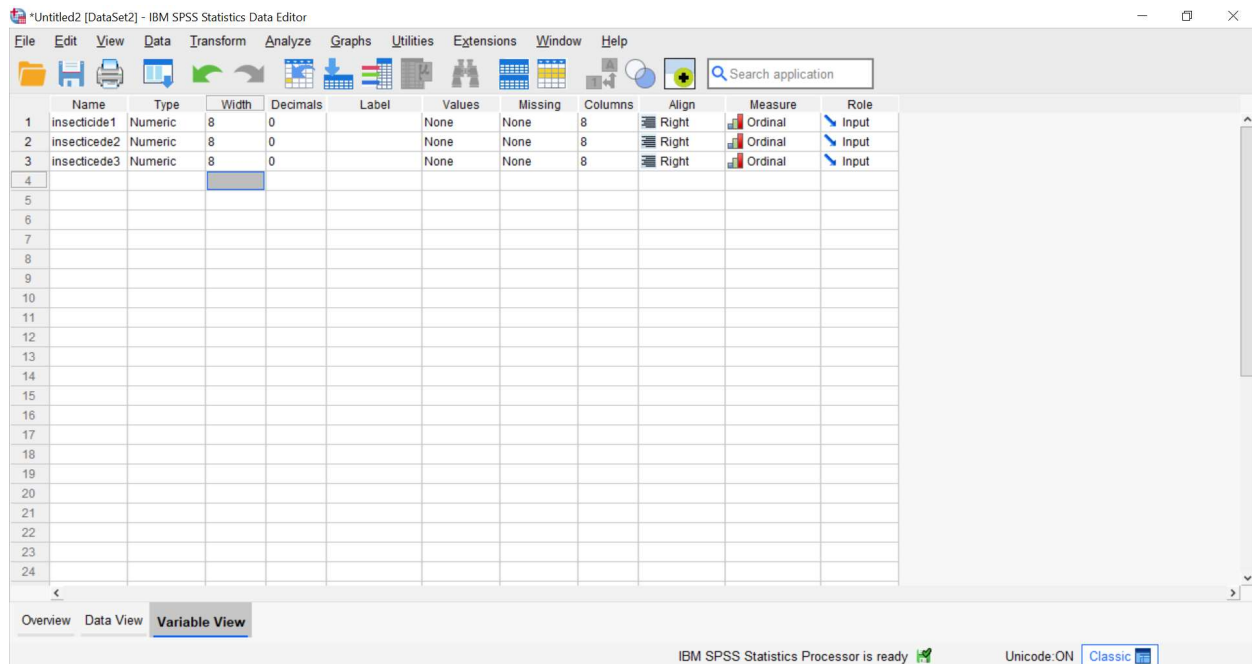 *Untitled2 [DataSet2] - IBM SPSS Statistics Data Editor
File Edit View Data Transform Analyze Graphs Utilities Extensions Window Help
Search application
Name Type Width Decimals Label Values Missing Columns Align Measure Role
1 insecticide1 Numeric 8 0 None None 8 Right Ordinal Input
2 insecticede2 Numeric 8 0 None None 8 Right Ordinal Input
3 insecticede3 Numeric 8 0 None None 8 Right Ordinal Input
4
5
6
7
8
9
10
11
12
13
14
15
16
17
18
19
20
21
22
23
24
Overview Data View Variable View
IBM SPSS Statistics Processor is ready Unicode:ON Classic